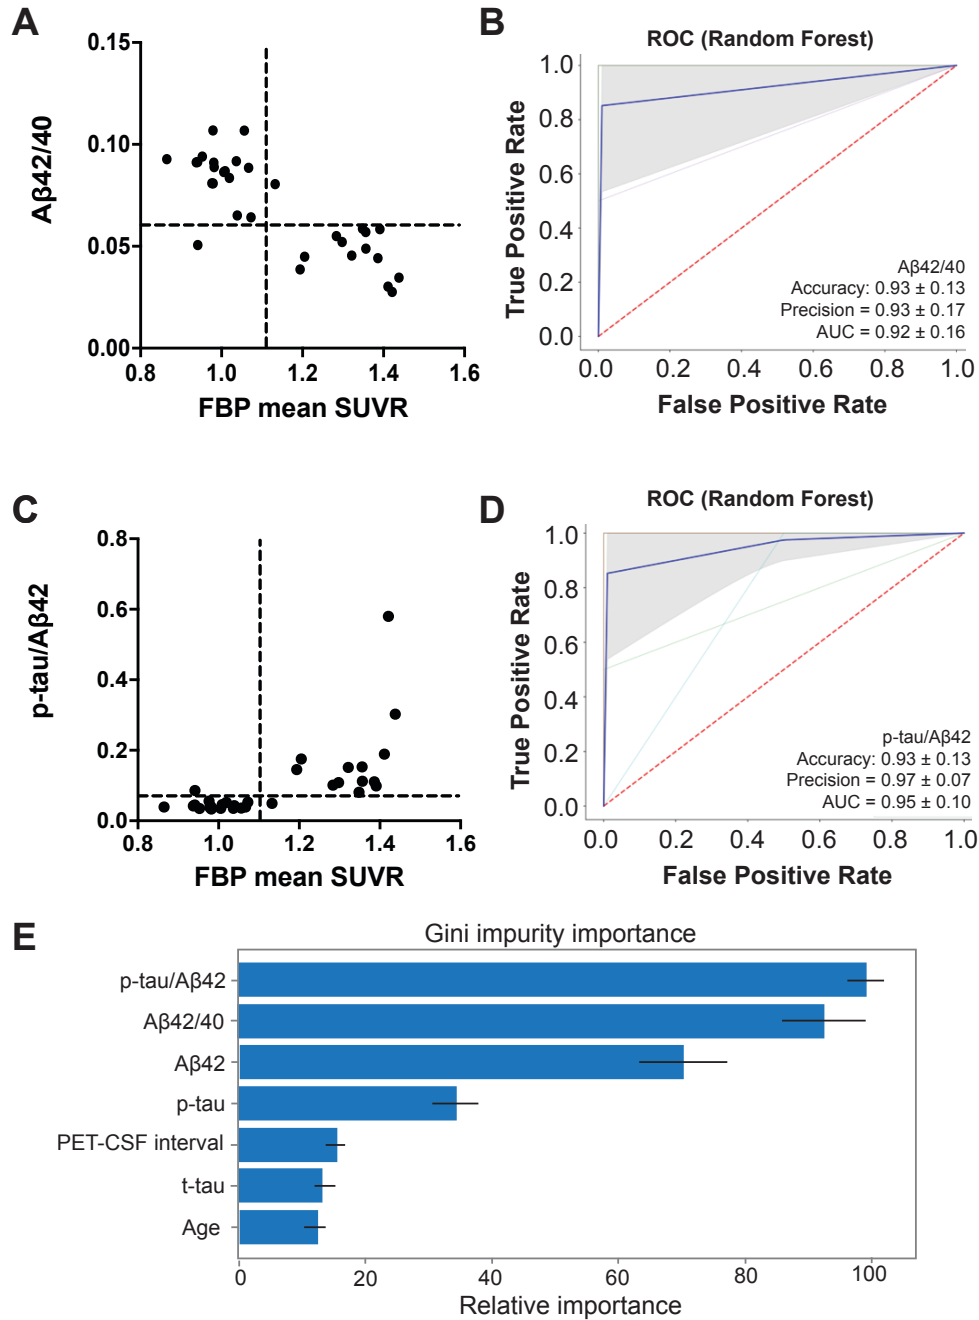 A
0.15
0.10
0.05
0.00
0.8
1.0
1.2
1.4
1.6
Aβ42/40
FBP mean SUVR
B
ROC (Random Forest)
1.0
0.8
0.6
0.4
0.2
0.0
True Positive Rate
Aβ42/40
Accuracy: 0.93 ± 0.13
Precision = 0.93 ± 0.17
AUC = 0.92 ± 0.16
0.0
0.2
0.4
0.6
0.8
1.0
False Positive Rate
C
0.8
0.6
0.4
0.2
0.0
0.8
1.0
1.2
1.4
1.6
p-tau/Aβ42
FBP mean SUVR
D
ROC (Random Forest)
1.0
0.8
0.6
0.4
0.2
0.0
True Positive Rate
p-tau/Aβ42
Accuracy: 0.93 ± 0.13
Precision = 0.97 ± 0.07
AUC = 0.95 ± 0.10
0.0
0.2
0.4
0.6
0.8
1.0
False Positive Rate
E
Gini impurity importance
p-tau/Aβ42
Aβ42/40
Aβ42
p-tau
PET-CSF interval
t-tau
Age
0
20
40
60
80
100
Relative importance